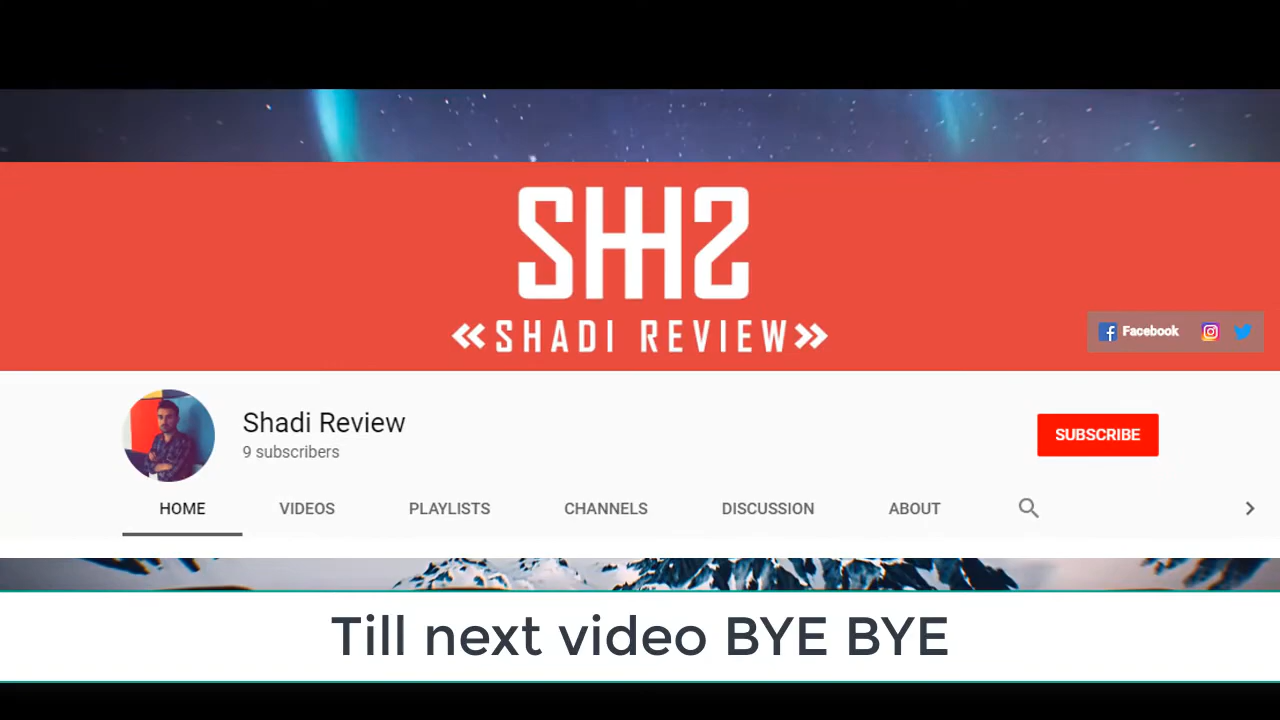 SHHS
«SHADI REVIEW»
Facebook
Shadi Review
9 subscribers
SUBSCRIBE
HOME VIDEOS PLAYLISTS CHANNELS DISCUSSION ABOUT
Till next video BYE BYE